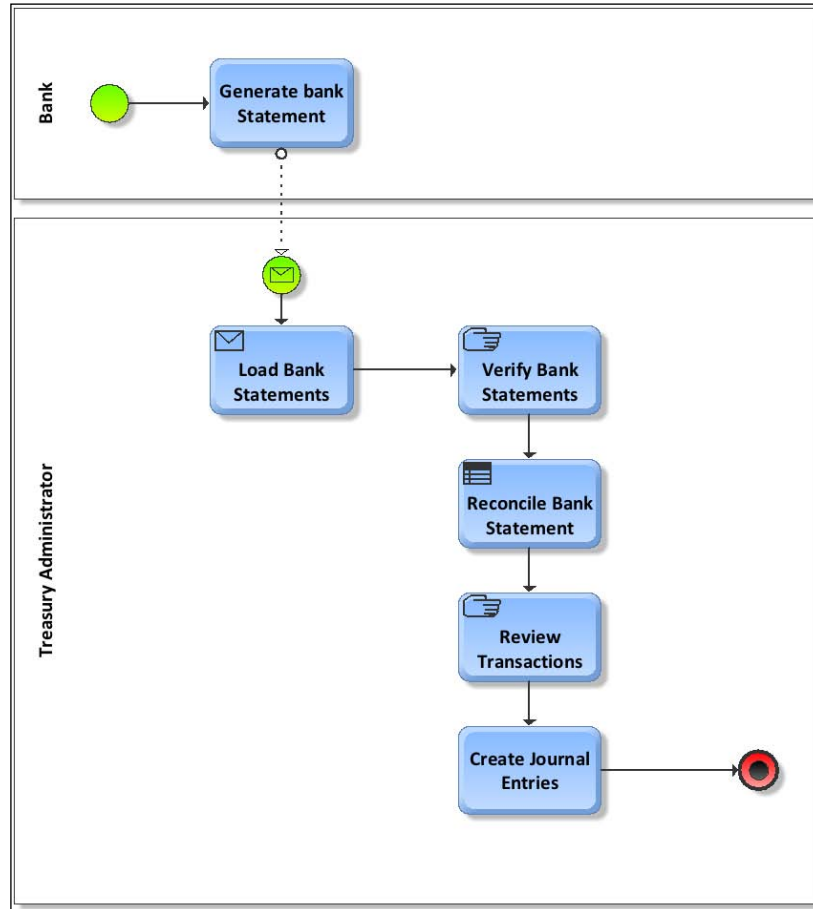 Bank
Generate bank
Statement
Treasury Administrator
Load Bank
Statements
Verify Bank
Statements
Reconcile Bank
Statement
Review
Transactions
Create Journal
Entries